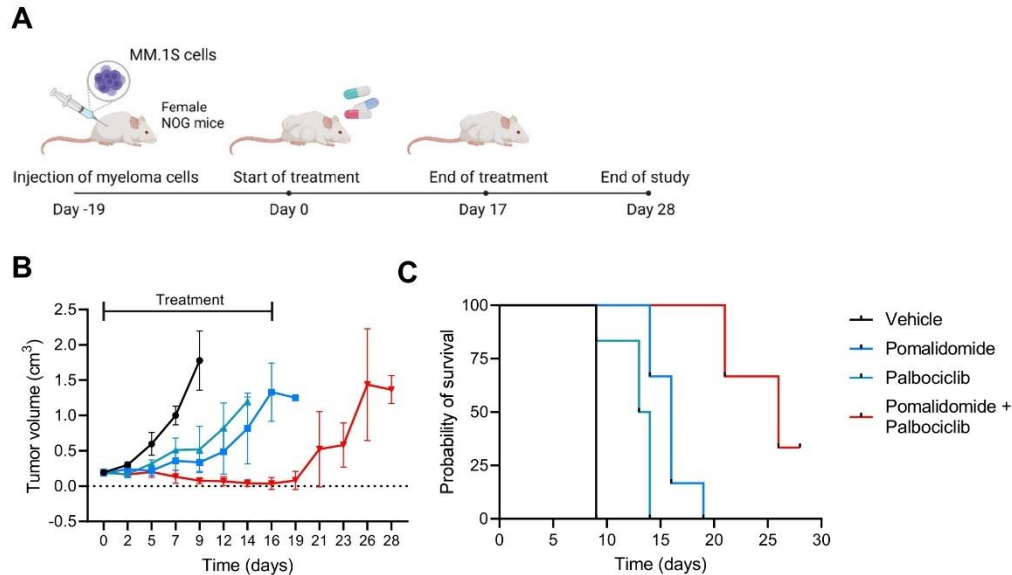 A
MM.1S cells
Female
NOG mice
Injection of myeloma cells
Start of treatment
End of treatment
End of study
Day -19
Day 0
Day 17
Day 28
B
Treatment
Tumor volume (cm³)
2.5
2.0
1.5
1.0
0.5
0.0
-0.5
0 2 5 7 9 12 14 16 19 21 23 26 28
Time (days)
C
Probability of survival
100
75
50
25
0
0 5 10 15 20 25 30
Time (days)
Vehicle
Pomalidomide
Palbociclib
Pomalidomide +
Palbociclib